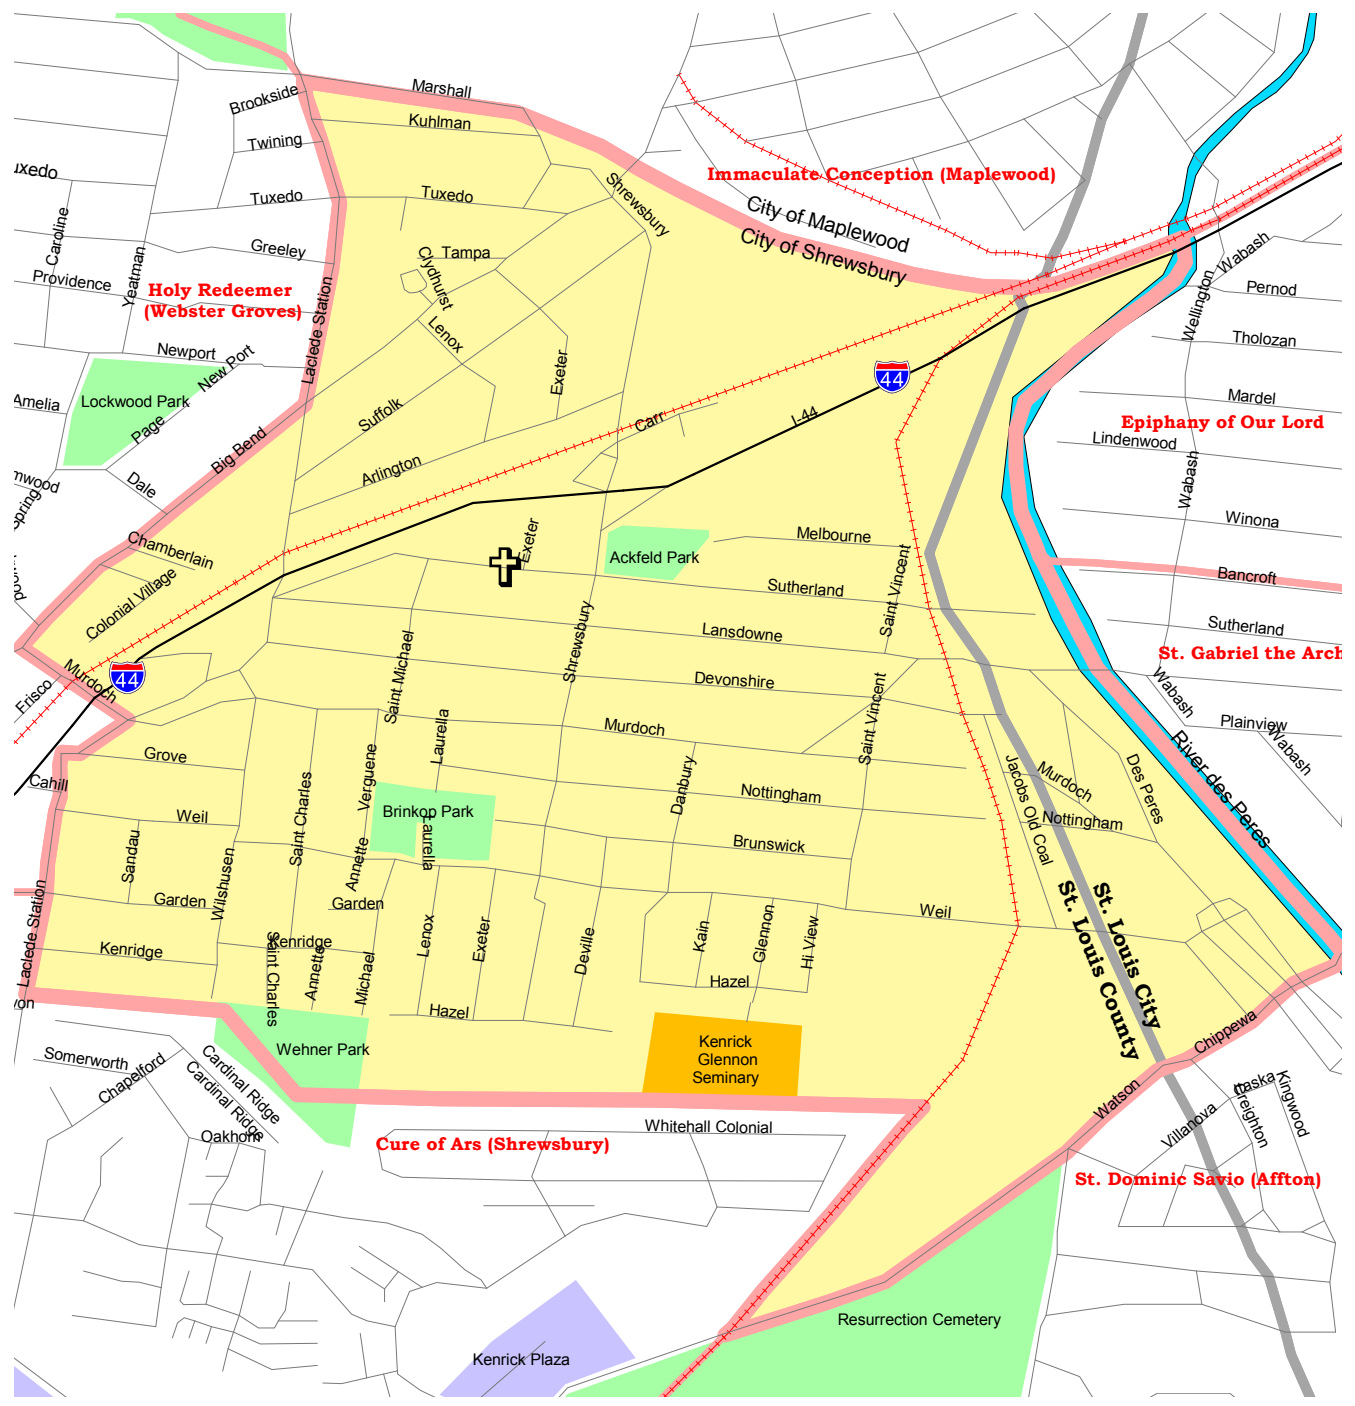 Marshall
Brookside
Kuhlman
Twining
uxedo
Immaculate Conception (Maplewood)
Tuxedo
Tuxedo
Shrewsbury
City of Maplewood
City of Shrewsbury
Caroline
Greeley
Tampa
Clydhurst
Wabash
Yeatman
Providence
Holy Redeemer
(Webster Groves)
Laclede Station
Wellington
Pernod
Lenox
Tholozan
Newport
New Port
Exeter
44
Lockwood Park
Amelia
Page
Suffolk
Carr
I-44
Mardel
Epiphany of Our Lord
Big Bend
Lindenwood
Arlington
Wabash
mwood
Dale
Spring
Winona
Chamberlain
Exeter
Ackfeld Park
Melbourne
Saint Vincent
Bancroft
Sutherland
Colonial Village
Shrewsbury
Lansdowne
Sutherland
Saint Michael
St. Gabriel the Arch
Murdoch
44
Frisco
Devonshire
Saint Vincent
Wabash
Laurella
Murdoch
Plainview
Wabash
Grove
Verguene
River des Peres
Cahill
Saint Charles
Danbury
Nottingham
Jacobs Old Coal
Murdoch
Des Peres
Weil
Brinkop Park
Laurella
Nottingham
Sandau
Annette
Brunswick
Wilshusen
Garden
Garden
Weil
St. Louis City
St. Louis County
Laclede Station
Kenridge
Kenridge
Saint Charles
Annette
Michael
Lenox
Exeter
Deville
Kain
Glennon
Hi View
Hazel
Hazel
von
Wehner Park
Kenrick
Glennon
Seminary
Chippewa
Somerworth
Chapelford
Cardinal Ridge
Cardinal Ridge
Watson
Itaska
Kingwood
Creighton
Villanova
Oakhorn
Cure of Ars (Shrewsbury)
Whitehall Colonial
St. Dominic Savio (Affton)
Resurrection Cemetery
Kenrick Plaza